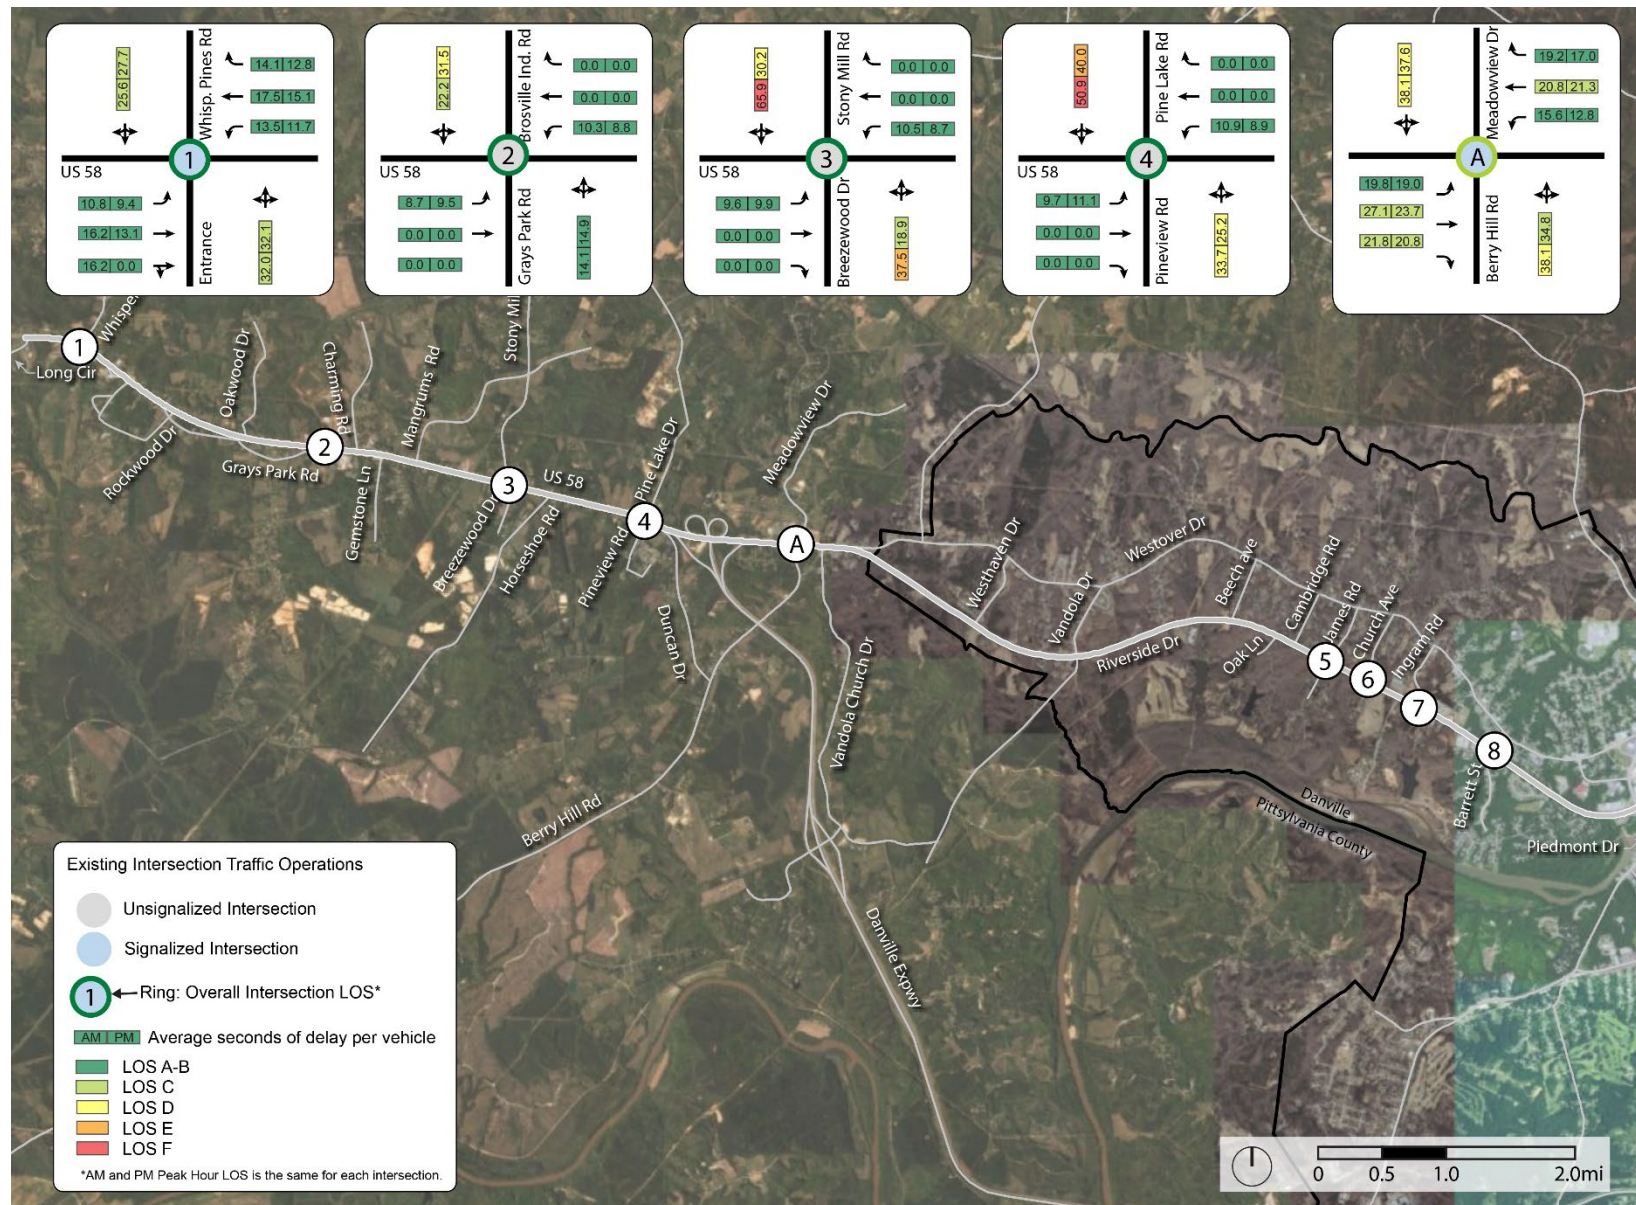 25.6 27.7
Whisp. Pines Rd
14.1 12.8
17.5 15.1
13.5 11.7
1
US 58
10.8 9.4
16.2 13.1
16.2 0.0
Entrance
32.0 32.1
22.2 31.5
Brosville Ind. Rd
0.0 0.0
0.0 0.0
10.3 8.8
2
US 58
8.7 9.5
0.0 0.0
0.0 0.0
Grays Park Rd
14.1 14.9
65.9 30.2
Stony Mill Rd
0.0 0.0
0.0 0.0
10.5 8.7
3
US 58
9.6 9.9
0.0 0.0
0.0 0.0
Breezewood Dr
37.5 18.9
50.9 40.0
Pine Lake Rd
0.0 0.0
0.0 0.0
10.9 8.9
4
US 58
9.7 11.1
0.0 0.0
0.0 0.0
Pineview Rd
33.7 25.2
38.1 37.6
Meadowview Dr
19.2 17.0
20.8 21.3
15.6 12.8
A
19.8 19.0
27.1 23.7
21.8 20.8
Berry Hill Rd
38.1 34.8
Whisper
1
Long Cir
Rockwood Dr
Oakwood Dr
Grays Park Rd
Charming Rd
2
Gemstone Ln
Mangrums Rd
Stony Mil
3
US 58
Breezewood Dr
Horseshoe Rd
Pine Lake Dr
4
Pineview Rd
Duncan Dr
Meadowview Dr
A
Vandola Church Dr
Berry Hill Rd
Danville Expwy
Westhaven Dr
Westover Dr
Vandola Dr
Riverside Dr
Beech ave
Oak Ln
Cambridge Rd
James Rd
Church Ave
Ingram Rd
5
6
7
8
Barrett St
Piedmont Dr
Danville
Pittsylvania County
Existing Intersection Traffic Operations
Unsignalized Intersection
Signalized Intersection
1 Ring: Overall Intersection LOS*
AM PM Average seconds of delay per vehicle
LOS A-B
LOS C
LOS D
LOS E
LOS F
*AM and PM Peak Hour LOS is the same for each intersection.
0 0.5 1.0 2.0mi